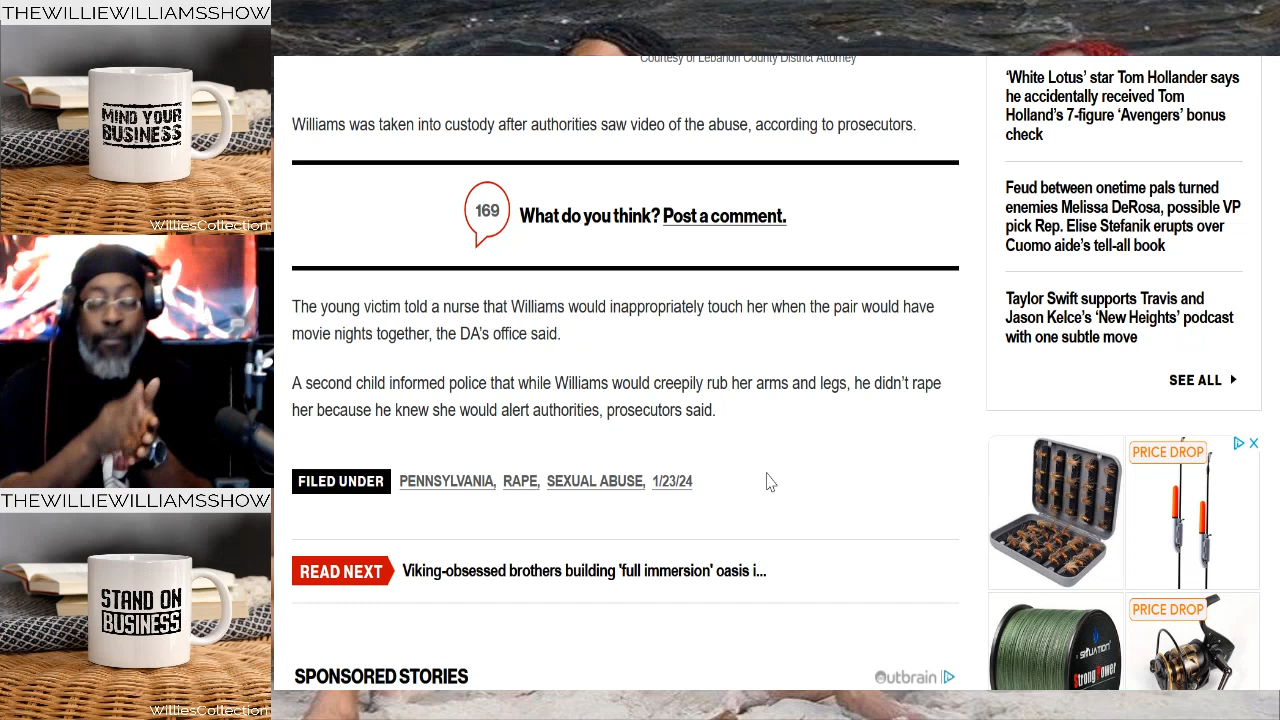 THEWILLIEWILLIAMSSHOW
MIND YOUR
BUSINESS
WilliesCollection
THEWILLIEWILLIAMSSHOW
STAND ON
BUSINESS
WilliesCollection
Courtesy of Lebanon County District Attorney
Williams was taken into custody after authorities saw video of the abuse, according to prosecutors.
169
What do you think? Post a comment.
The young victim told a nurse that Williams would inappropriately touch her when the pair would have
movie nights together, the DA’s office said.
A second child informed police that while Williams would creepily rub her arms and legs, he didn’t rape
her because he knew she would alert authorities, prosecutors said.
FILED UNDER PENNSYLVANIA, RAPE, SEXUAL ABUSE, 1/23/24
READ NEXT Viking-obsessed brothers building 'full immersion' oasis i...
SPONSORED STORIES
Outbrain
‘White Lotus’ star Tom Hollander says
he accidentally received Tom
Holland’s 7-figure ‘Avengers’ bonus
check
Feud between onetime pals turned
enemies Melissa DeRosa, possible VP
pick Rep. Elise Stefanik erupts over
Cuomo aide’s tell-all book
Taylor Swift supports Travis and
Jason Kelce’s ‘New Heights’ podcast
with one subtle move
SEE ALL
PRICE DROP
PRICE DROP
SITUATION
StrongPower